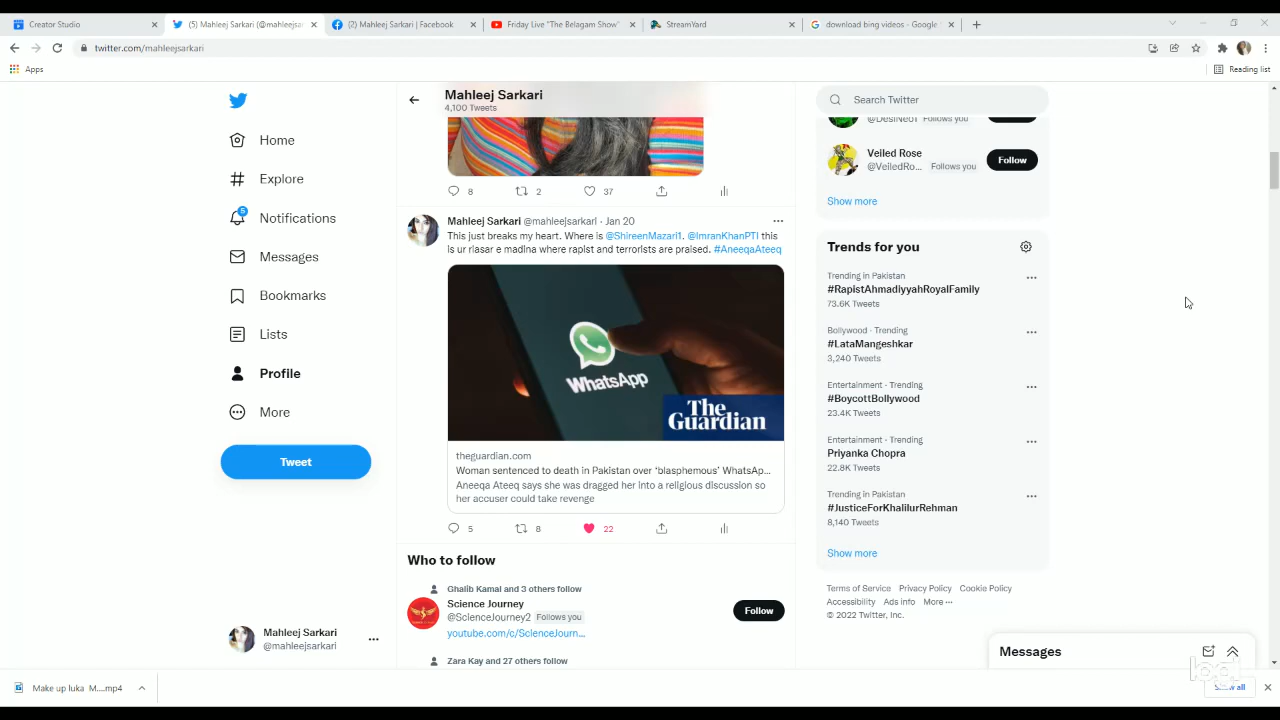 Creator Studio
(5) Mahleej Sarkari (@mahleejsa
(2) Mahleej Sarkari | Facebook
Friday Live "The Belagam Show"
StreamYard
download bing videos - Google
twitter.com/mahleejsarkari
Apps
Reading list
Home
Explore
5
Notifications
Messages
Bookmarks
Lists
Profile
More
Tweet
Mahleej Sarkari
@mahleejsarkari
Mahleej Sarkari
4,100 Tweets
8
2
37
Mahleej Sarkari @mahleejsarkari · Jan 20
This just breaks my heart. Where is @ShireenMazari1. @ImranKhanPTI this
is ur riasar e madina where rapist and terrorists are praised. #AneeqaAteeq
WhatsApp
The
Guardian
theguardian.com
Woman sentenced to death in Pakistan over ‘blasphemous’ WhatsAp...
Aneeqa Ateeq says she was dragged her into a religious discussion so
her accuser could take revenge
5
8
22
Who to follow
Ghalib Kamal and 3 others follow
Science Journey
@ScienceJourney2 Follows you
Follow
youtube.com/c/ScienceJourn...
Zara Kay and 27 others follow
Search Twitter
@DesiNeo1 Follows you
Veiled Rose
@VeiledRo... Follows you
Follow
Show more
Trends for you
Trending in Pakistan
#RapistAhmadiyyahRoyalFamily
73.6K Tweets
Bollywood · Trending
#LataMangeshkar
3,240 Tweets
Entertainment · Trending
#BoycottBollywood
23.4K Tweets
Entertainment · Trending
Priyanka Chopra
22.8K Tweets
Trending in Pakistan
#JusticeForKhalilurRehman
8,140 Tweets
Show more
Terms of Service Privacy Policy Cookie Policy
Accessibility Ads info More ···
© 2022 Twitter, Inc.
Messages
Make up luka M....mp4
Show all